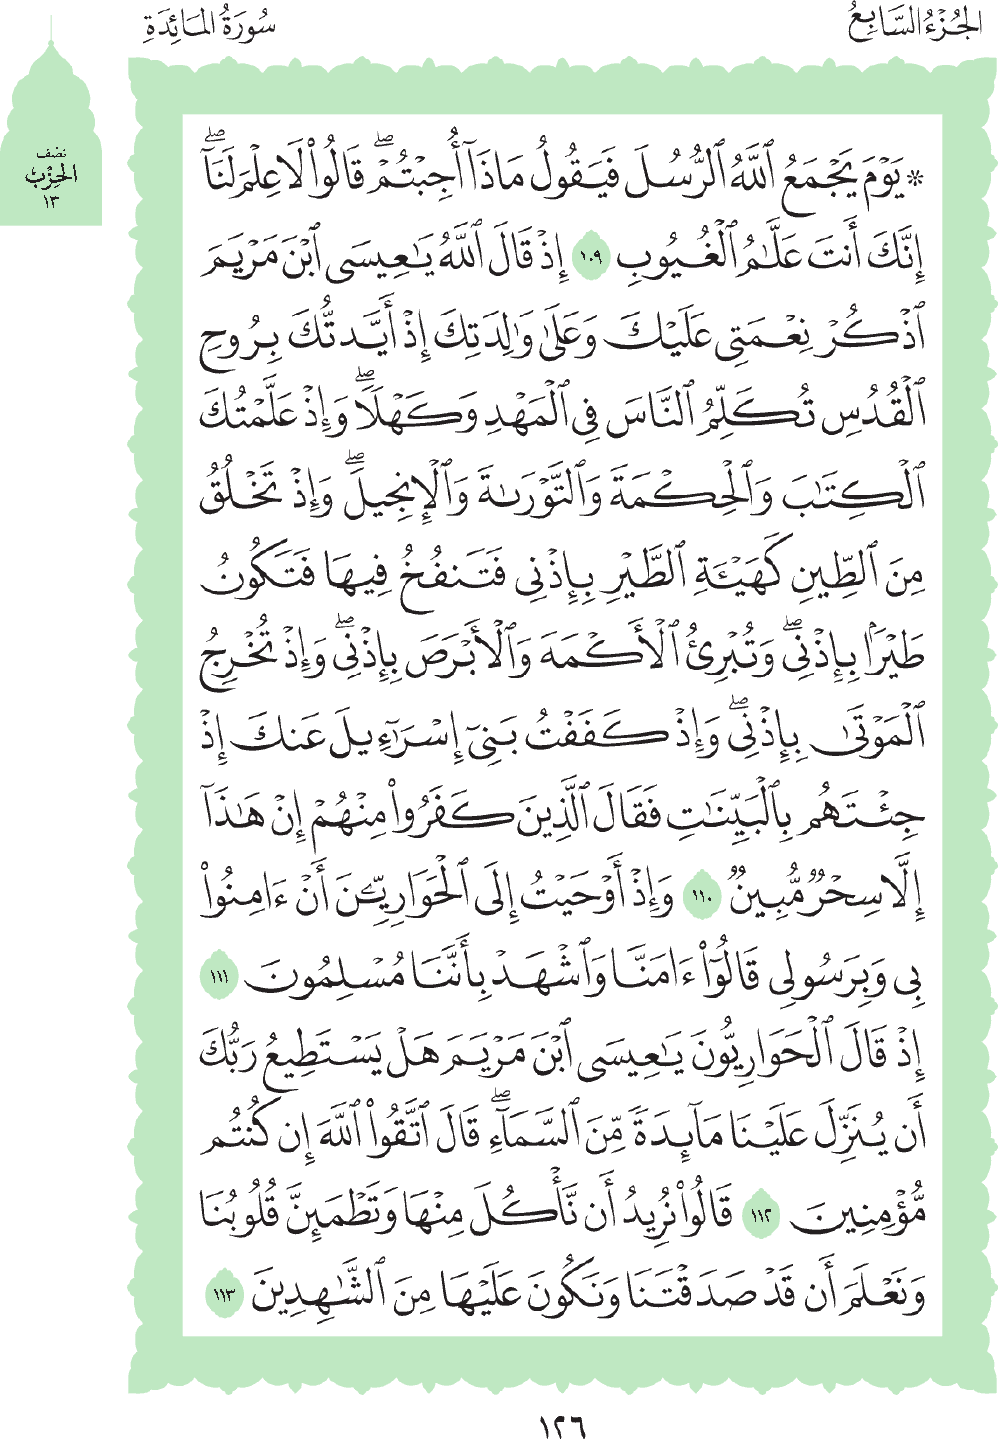 الجُزْءُ السَّابِعُ
سُورَةُ المَائِدَةِ
نصف
الحِزْب
١٣
۞ يَوْمَ يَجْمَعُ ٱللَّهُ ٱلرُّسُلَ فَيَقُولُ مَاذَآ أُجِبْتُمْۖ قَالُوا۟ لَا عِلْمَ لَنَآۖ
إِنَّكَ أَنتَ عَلَّـٰمُ ٱلْغُيُوبِ ١٠٩ إِذْ قَالَ ٱللَّهُ يَـٰعِيسَى ٱبْنَ مَرْيَمَ
ٱذْكُرْ نِعْمَتِى عَلَيْكَ وَعَلَىٰ وَٰلِدَتِكَ إِذْ أَيَّدتُّكَ بِرُوحِ
ٱلْقُدُسِ تُكَلِّمُ ٱلنَّاسَ فِى ٱلْمَهْدِ وَكَهْلًاۖ وَإِذْ عَلَّمْتُكَ
ٱلْكِتَـٰبَ وَٱلْحِكْمَةَ وَٱلتَّوْرَىٰةَ وَٱلْإِنجِيلَۖ وَإِذْ تَخْلُقُ
مِنَ ٱلطِّينِ كَهَيْـَٔةِ ٱلطَّيْرِ بِإِذْنِى فَتَنفُخُ فِيهَا فَتَكُونُ
طَيْرًۢا بِإِذْنِىۖ وَتُبْرِئُ ٱلْأَكْمَهَ وَٱلْأَبْرَصَ بِإِذْنِىۖ وَإِذْ تُخْرِجُ
ٱلْمَوْتَىٰ بِإِذْنِىۖ وَإِذْ كَفَفْتُ بَنِىٓ إِسْرَٰٓءِيلَ عَنكَ إِذْ
جِئْتَهُم بِٱلْبَيِّنَـٰتِ فَقَالَ ٱلَّذِينَ كَفَرُوا۟ مِنْهُمْ إِنْ هَـٰذَآ
إِلَّا سِحْرٌ مُّبِينٌ ١١٠ وَإِذْ أَوْحَيْتُ إِلَى ٱلْحَوَارِيِّـۧنَ أَنْ ءَامِنُوا۟
بِى وَبِرَسُولِى قَالُوٓا۟ ءَامَنَّا وَٱشْهَدْ بِأَنَّنَا مُسْلِمُونَ ١١١
إِذْ قَالَ ٱلْحَوَارِيُّونَ يَـٰعِيسَى ٱبْنَ مَرْيَمَ هَلْ يَسْتَطِيعُ رَبُّكَ
أَن يُنَزِّلَ عَلَيْنَا مَآئِدَةً مِّنَ ٱلسَّمَآءِۖ قَالَ ٱتَّقُوا۟ ٱللَّهَ إِن كُنتُم
مُّؤْمِنِينَ ١١٢ قَالُوا۟ نُرِيدُ أَن نَّأْكُلَ مِنْهَا وَتَطْمَئِنَّ قُلُوبُنَا
وَنَعْلَمَ أَن قَدْ صَدَقْتَنَا وَنَكُونَ عَلَيْهَا مِنَ ٱلشَّـٰهِدِينَ ١١٣
١٢٦